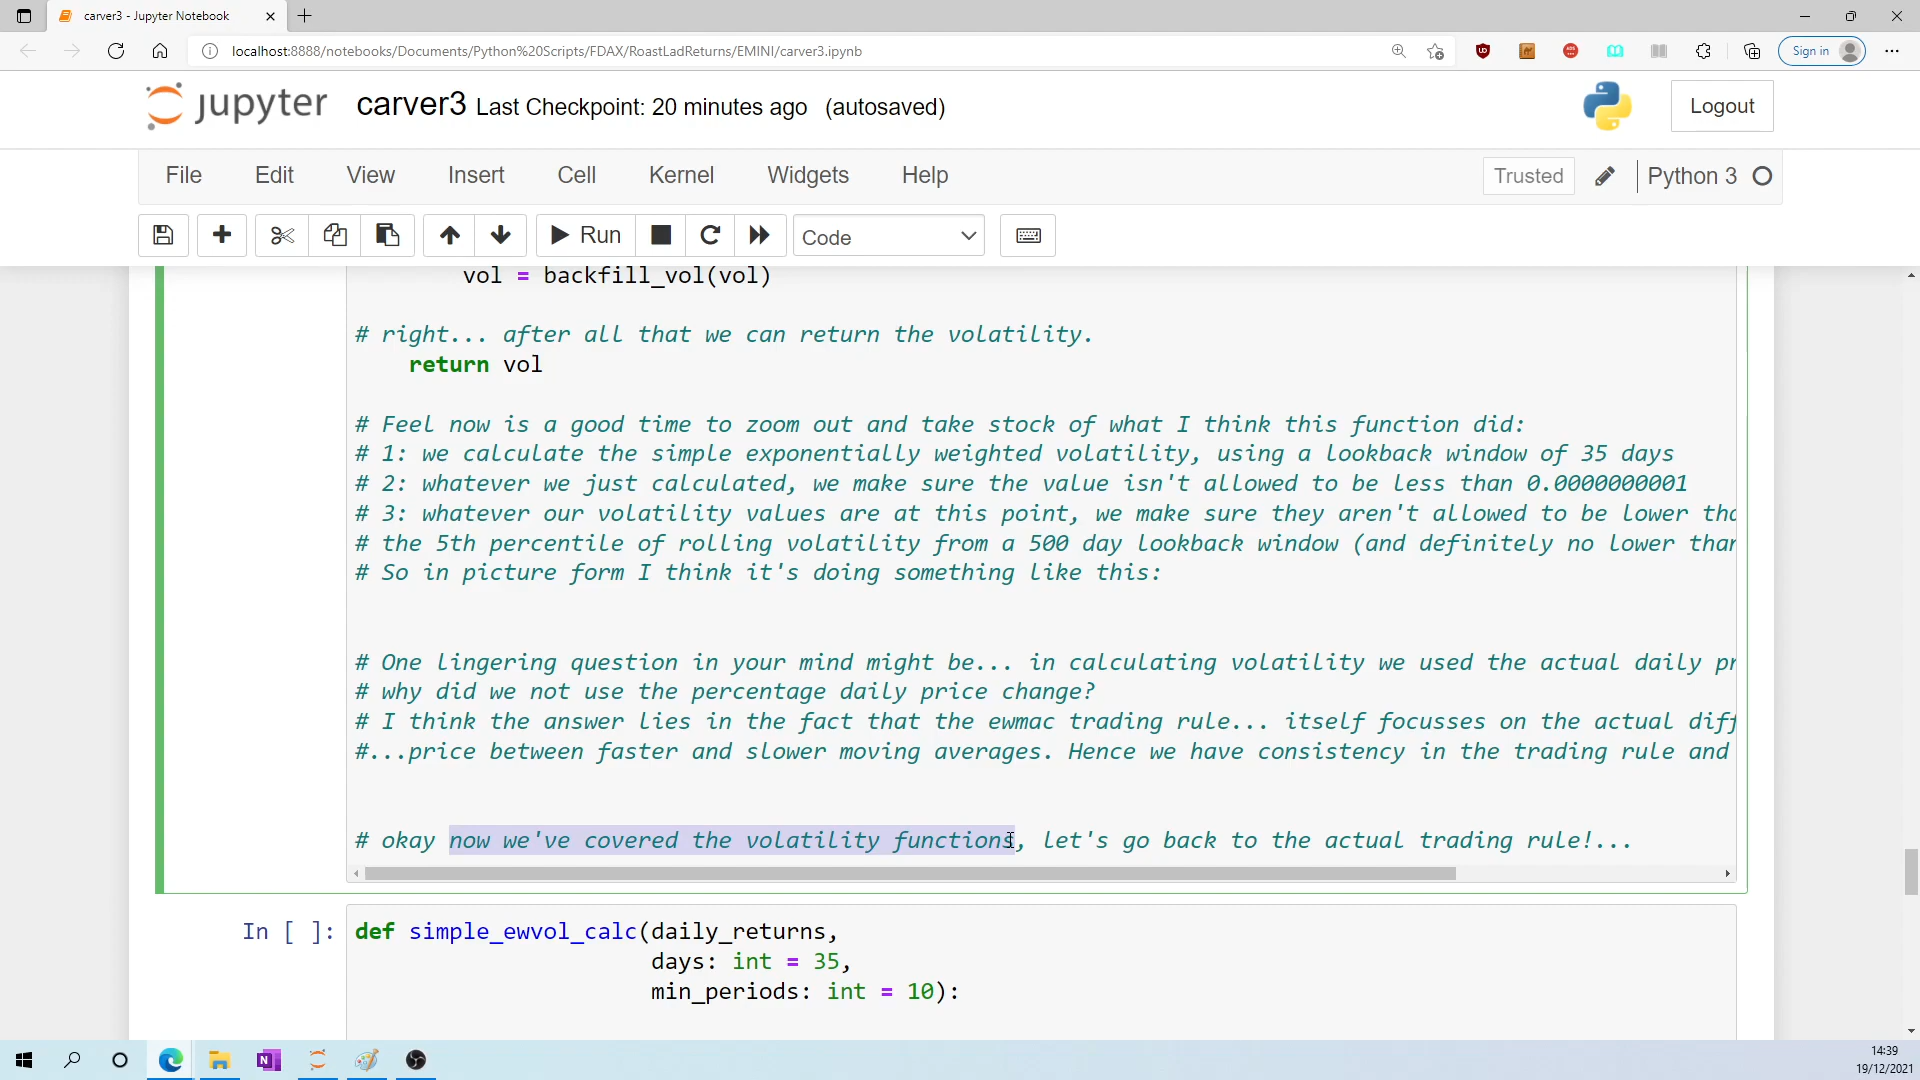 carver3 - Jupyter Notebook
localhost:8888/notebooks/Documents/Python%20Scripts/FDAX/RoastLadReturns/EMINI/carver3.ipynb
Sign in
jupyter carver3 Last Checkpoint: 20 minutes ago (autosaved)
Logout
File Edit View Insert Cell Kernel Widgets Help
Trusted Python 3
Run Code
vol = backfill_vol(vol)
# right... after all that we can return the volatility.
return vol
# Feel now is a good time to zoom out and take stock of what I think this function did:
# 1: we calculate the simple exponentially weighted volatility, using a lookback window of 35 days
# 2: whatever we just calculated, we make sure the value isn't allowed to be less than 0.0000000001
# 3: whatever our volatility values are at this point, we make sure they aren't allowed to be lower
# the 5th percentile of rolling volatility from a 500 day lookback window (and definitely no lower
# So in picture form I think it's doing something like this:
# One lingering question in your mind might be... in calculating volatility we used the actual daily
# why did we not use the percentage daily price change?
# I think the answer lies in the fact that the ewmac trading rule... itself focusses on the actual
#...price between faster and slower moving averages. Hence we have consistency in the trading rule and
# okay now we've covered the volatility functions, let's go back to the actual trading rule!...
In [ ]: def simple_ewvol_calc(daily_returns,
days: int = 35,
min_periods: int = 10):
14:39
19/12/2021